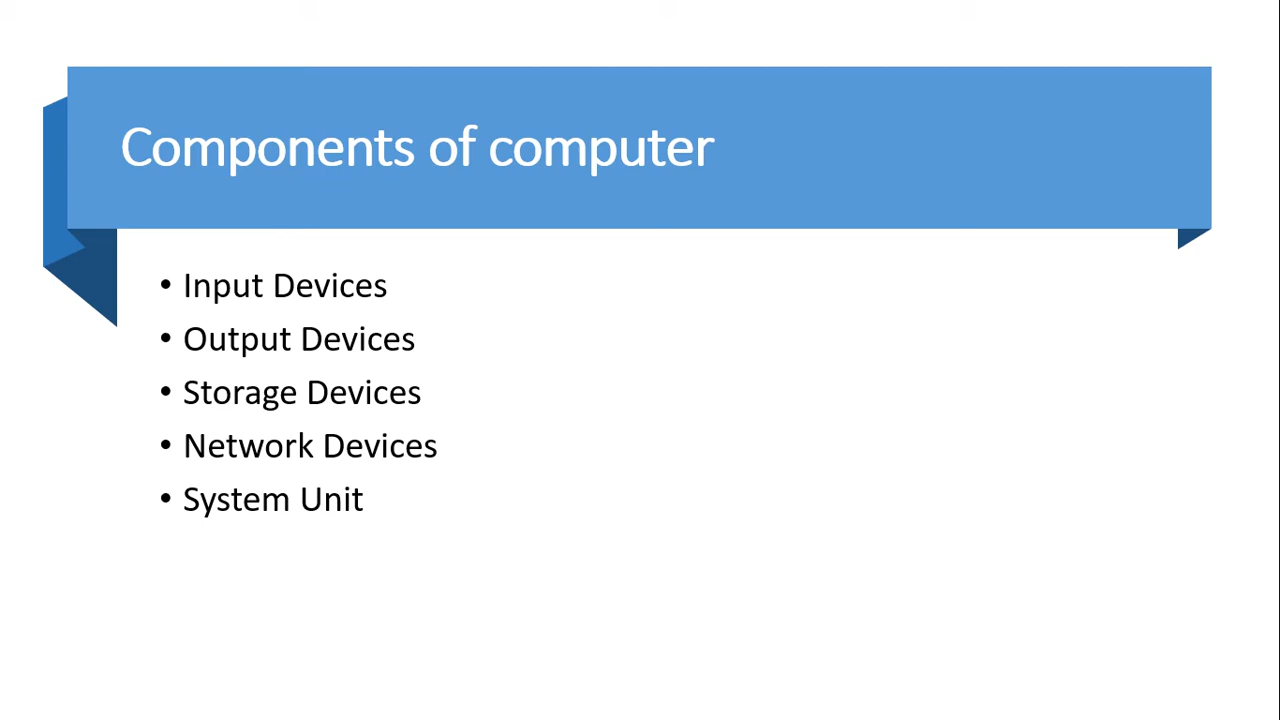 Components of computer
• Input Devices
• Output Devices
• Storage Devices
• Network Devices
• System Unit